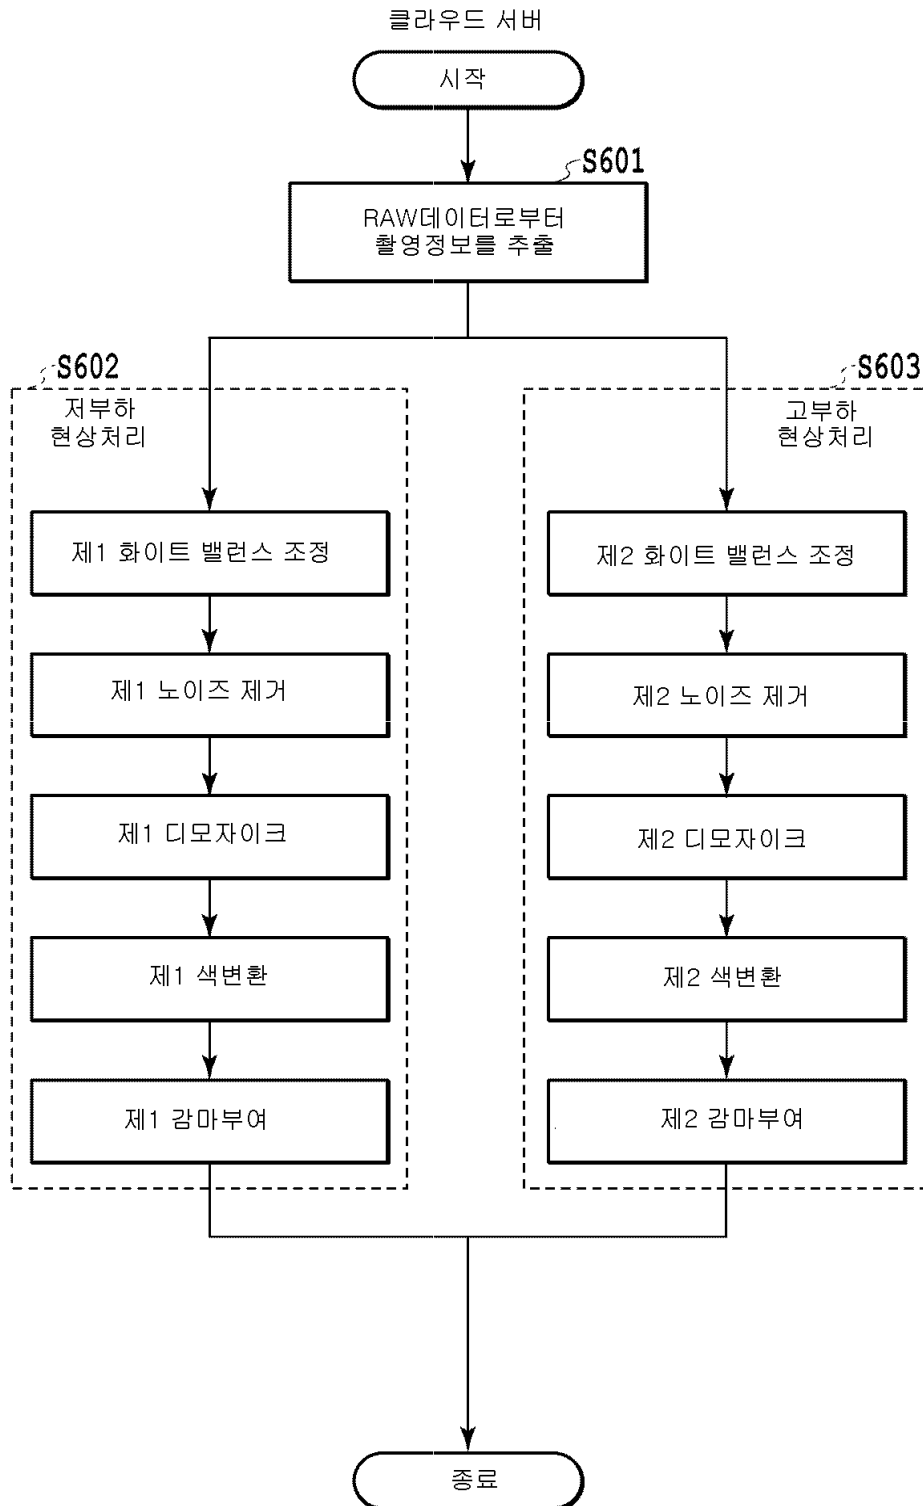 클라우드 서버
시작
S601
RAW데이터로부터
촬영정보를 추출
S602
저부하
현상처리
제1 화이트 밸런스 조정
제1 노이즈 제거
제1 디모자이크
제1 색변환
제1 감마부여
S603
고부하
현상처리
제2 화이트 밸런스 조정
제2 노이즈 제거
제2 디모자이크
제2 색변환
제2 감마부여
종료